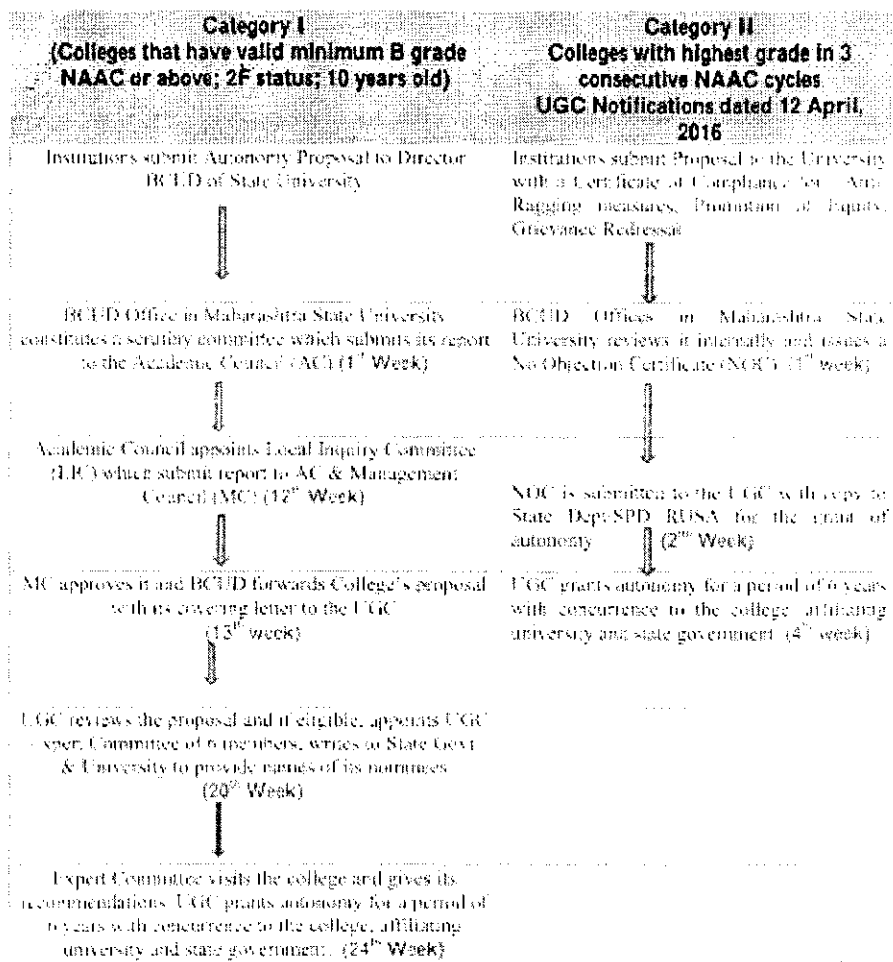 Category I
(Colleges that have valid minimum B grade
NAAC or above; 2F status; 10 years old)
Institutions submit Autonomy Proposal to Director
BCUD of State University
BCUD Office in Maharashtra State University
constitutes a scrutiny committee which submits its report
to the Academic Council (AC) (1st Week)
Academic Council appoints Local Inquiry Committee
(LIC) which submit report to AC & Management
Council (MC) (12th Week)
MC approves it and BCUD forwards College's proposal
with its covering letter to the UGC
(13th week)
UGC reviews the proposal and if eligible, appoints UGC
Expert Committee of 6 members, writes to State Govt
& University to provide names of its nominees
(20th Week)
Expert Committee visits the college and gives its
recommendations. UGC grants autonomy for a period of
6 years with concurrence to the college, affiliating
university and state government. (24th Week)
Category II
Colleges with highest grade in 3
consecutive NAAC cycles
UGC Notifications dated 12 April,
2016
Institutions submit Proposal to the University
with a Certificate of Compliance for Anti
Ragging measures, Promotion of Equity,
Grievance Redressal
BCUD Offices in Maharashtra State
University reviews it internally and issues a
No Objection Certificate (NOC). (1st week)
NOC is submitted to the UGC with copy to
State Dept/SPD RUSA for the grant of
autonomy (2nd Week)
UGC grants autonomy for a period of 6 years
with concurrence to the college, affiliating
university and state government. (4th week)